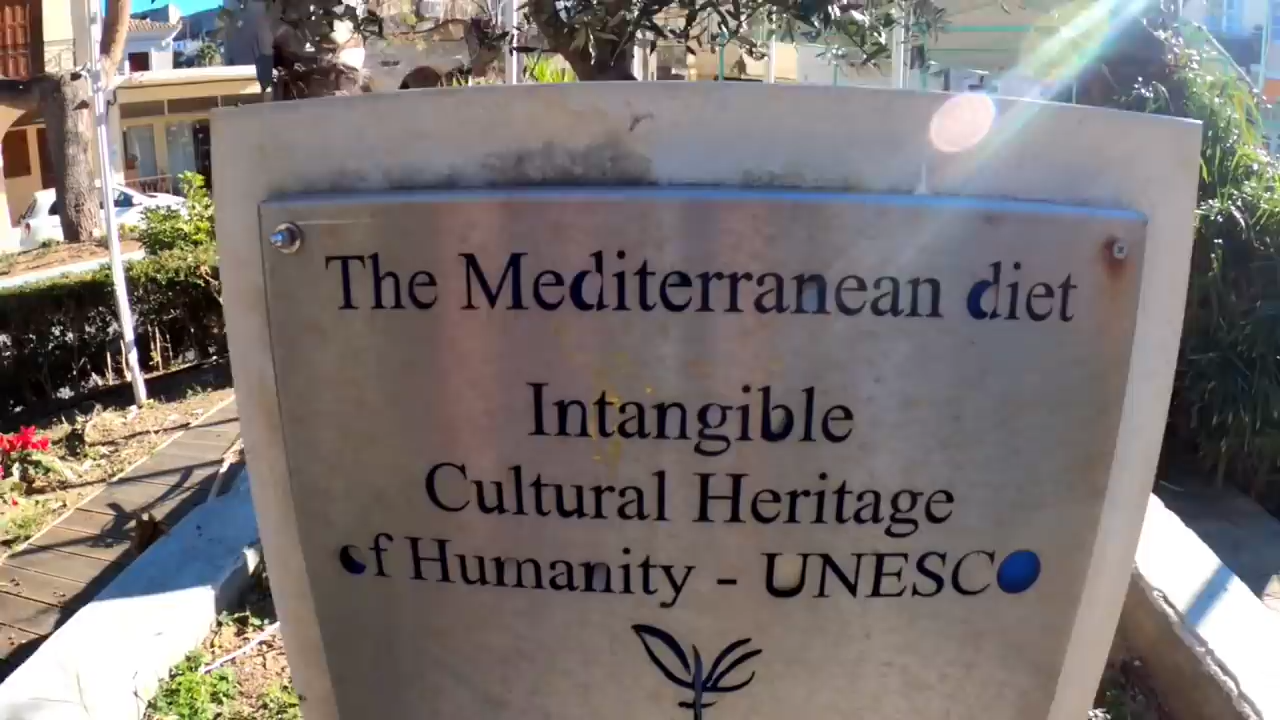 The Mediterranean diet
Intangible
Cultural Heritage
of Humanity - UNESCO